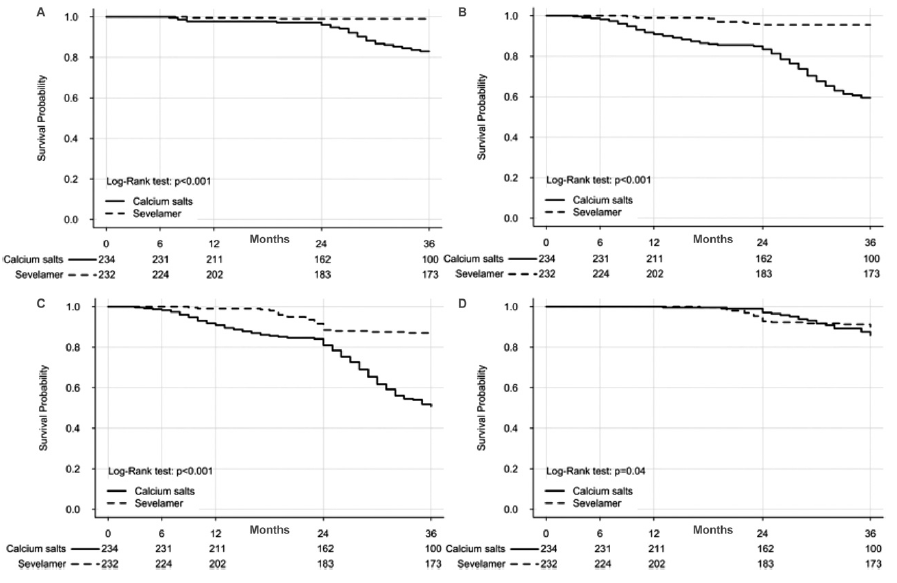 A
1.0
0.8
0.6
0.4
0.2
0.0
Survival Probability
Log-Rank test: p<0.001
Calcium salts
Sevelamer
0 6 12 Months 24 36
Calcium salts 234 231 211 162 100
Sevelamer 232 224 202 183 173
B
1.0
0.8
0.6
0.4
0.2
0.0
Survival Probability
Log-Rank test: p<0.001
Calcium salts
Sevelamer
0 6 12 Months 24 36
Calcium salts 234 231 211 162 100
Sevelamer 232 224 202 183 173
C
1.0
0.8
0.6
0.4
0.2
0.0
Survival Probability
Log-Rank test: p<0.001
Calcium salts
Sevelamer
0 6 12 Months 24 36
Calcium salts 234 231 211 162 100
Sevelamer 232 224 202 183 173
D
1.0
0.8
0.6
0.4
0.2
0.0
Survival Probability
Log-Rank test: p=0.04
Calcium salts
Sevelamer
0 6 12 Months 24 36
Calcium salts 234 231 211 162 100
Sevelamer 232 224 202 183 173